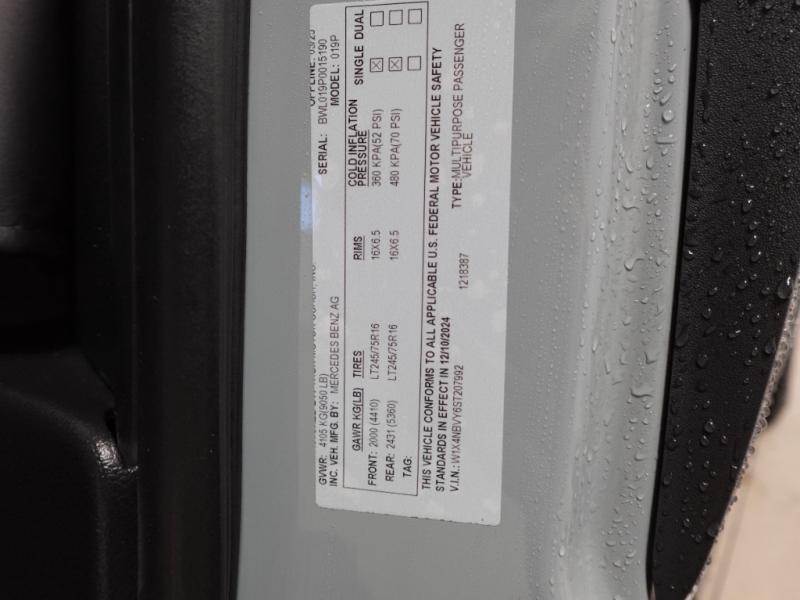 SERIAL: BWL019P0015190
GVWR: 4105 KG(9050 LB) MODEL: 019P
INC. VEH. MFG. BY: MERCEDES BENZ AG
GAWR KG(LB) TIRES RIMS COLD INFLATION PRESSURE SINGLE DUAL
FRONT: 2000 (4410) LT245/75R16 16X6.5 360 KPA(52 PSI) ☒ ☐
REAR: 2431 (5360) LT245/75R16 16X6.5 480 KPA(70 PSI) ☒ ☐
TAG: ☐ ☐
THIS VEHICLE CONFORMS TO ALL APPLICABLE U.S. FEDERAL MOTOR VEHICLE SAFETY
STANDARDS IN EFFECT IN 12/10/2024
V.I.N.: W1X4NBVY6ST207992 1218387 TYPE: MULTIPURPOSE PASSENGER
VEHICLE